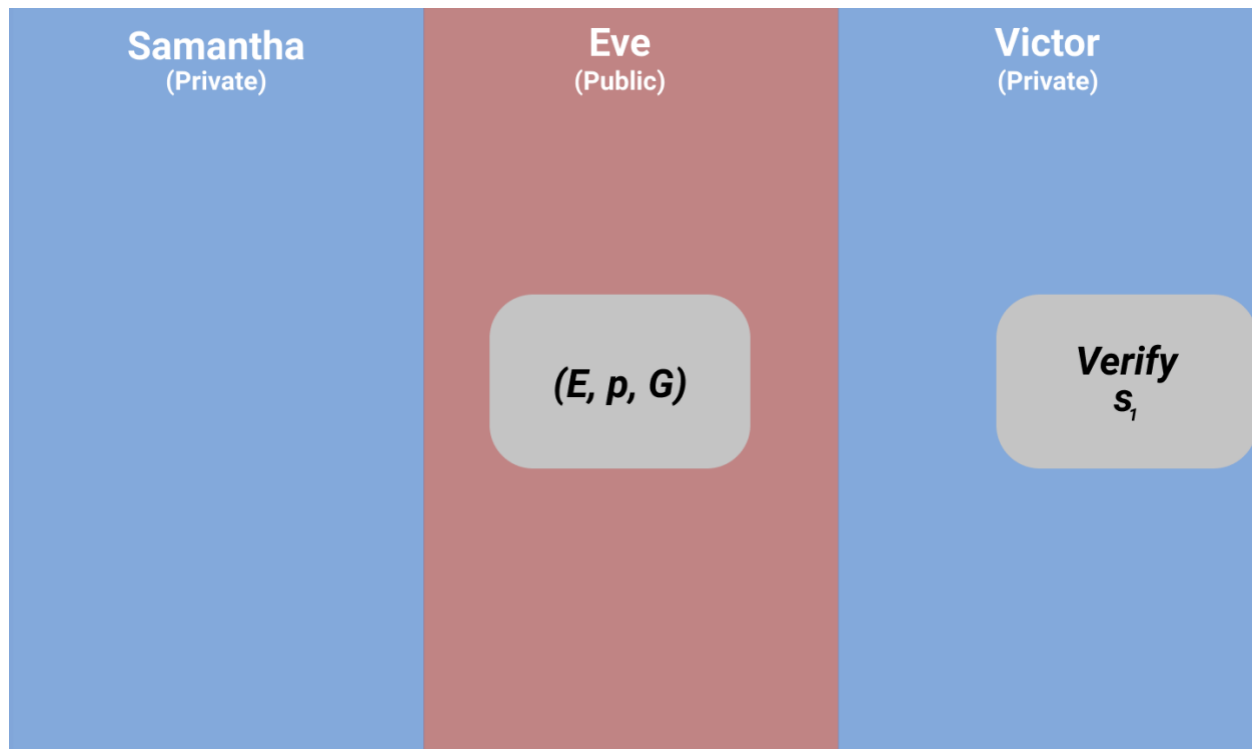 Samantha
(Private)
Eve
(Public)
Victor
(Private)
(E, p, G)
Verify
s₁